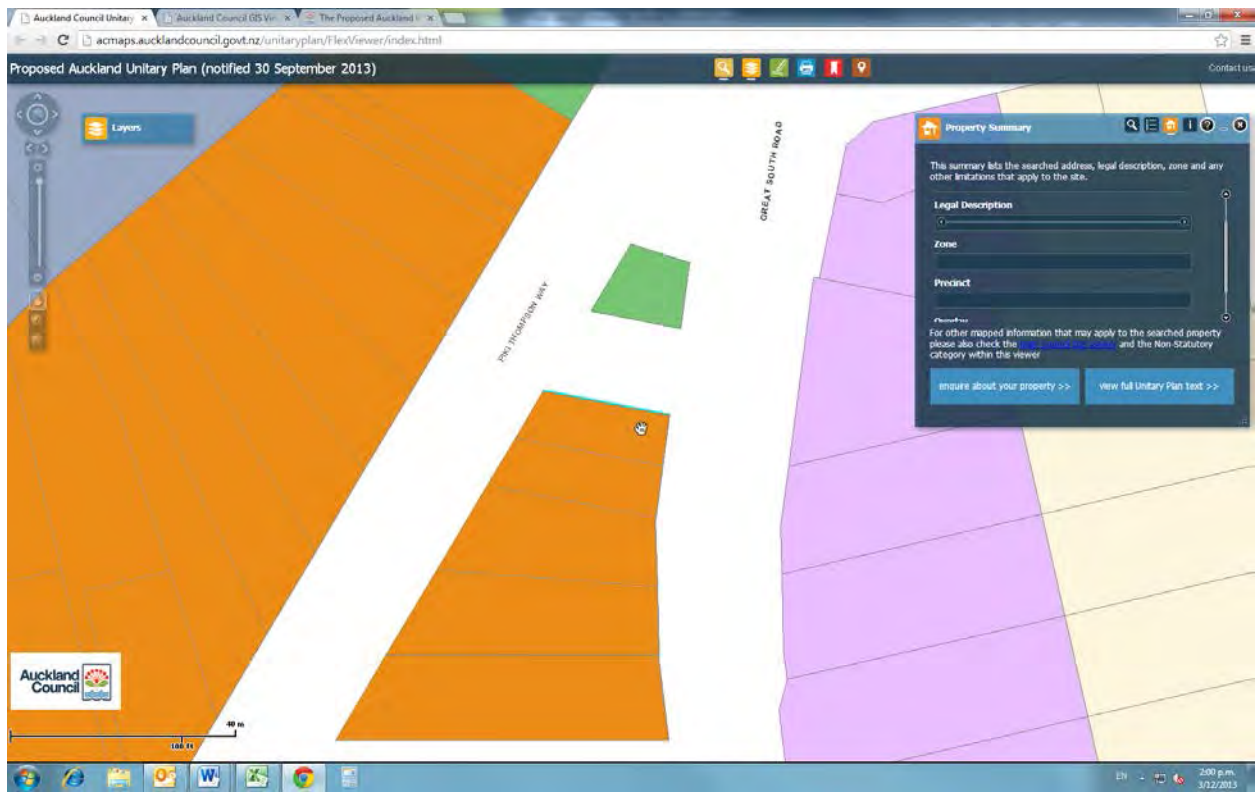 Auckland Council Unitary
Auckland Council GIS Vie
The Proposed Auckland
acmaps.aucklandcouncil.govt.nz/unitaryplan/FlexViewer/index.html
Proposed Auckland Unitary Plan (notified 30 September 2013)
Contact us
Layers
GREAT SOUTH ROAD
THOMPSON WAY
Property Summary
This summary lists the searched address, legal description, zone and any
other limitations that apply to the site.
Legal Description
Zone
Precinct
For other mapped information that may apply to the searched property
please also check the
and the Non-Statutory
category within this viewer
enquire about your property >>
view full Unitary Plan text >>
Auckland
Council
40 m
100 ft
EN
2:00 p.m.
3/12/2013